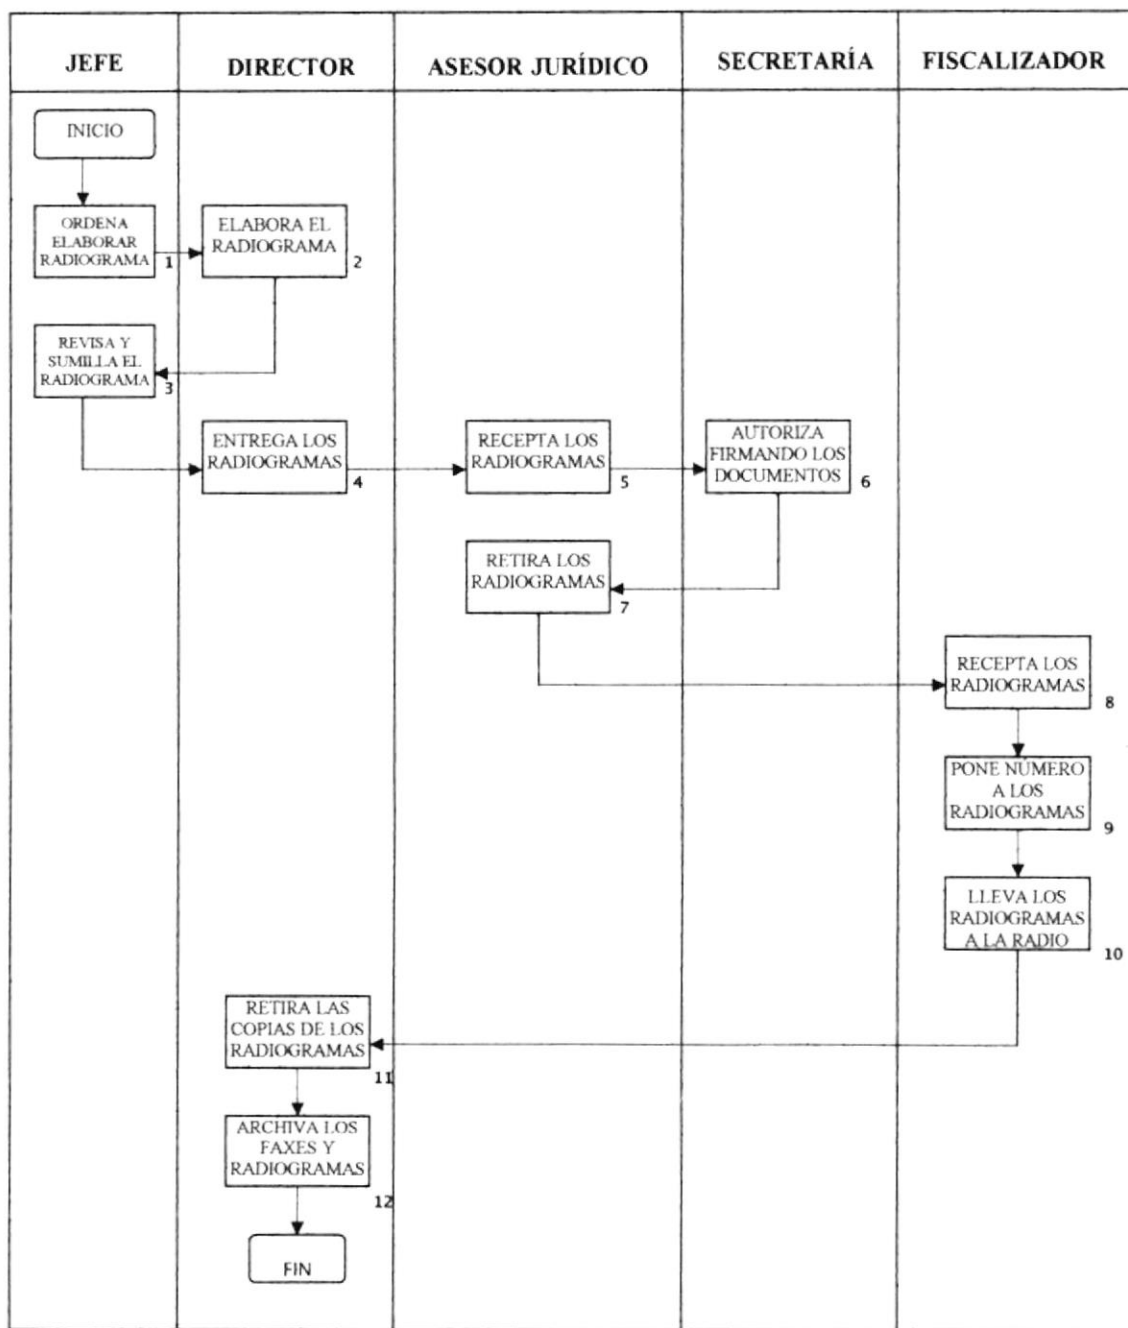 JEFE
DIRECTOR
ASESOR JURÍDICO
SECRETARÍA
FISCALIZADOR
INICIO
ORDENA
ELABORAR
RADIOGRAMA
1
ELABORA EL
RADIOGRAMA
2
REVISA Y
SUMILLA EL
RADIOGRAMA
3
ENTREGA LOS
RADIOGRAMAS
4
RECEPTA LOS
RADIOGRAMAS
5
AUTORIZA
FIRMANDO LOS
DOCUMENTOS
6
RETIRA LOS
RADIOGRAMAS
7
RECEPTA LOS
RADIOGRAMAS
8
PONE NÚMERO
A LOS
RADIOGRAMAS
9
LLEVA LOS
RADIOGRAMAS
A LA RADIO
10
RETIRA LAS
COPIAS DE LOS
RADIOGRAMAS
11
ARCHIVA LOS
FAXES Y
RADIOGRAMAS
12
FIN